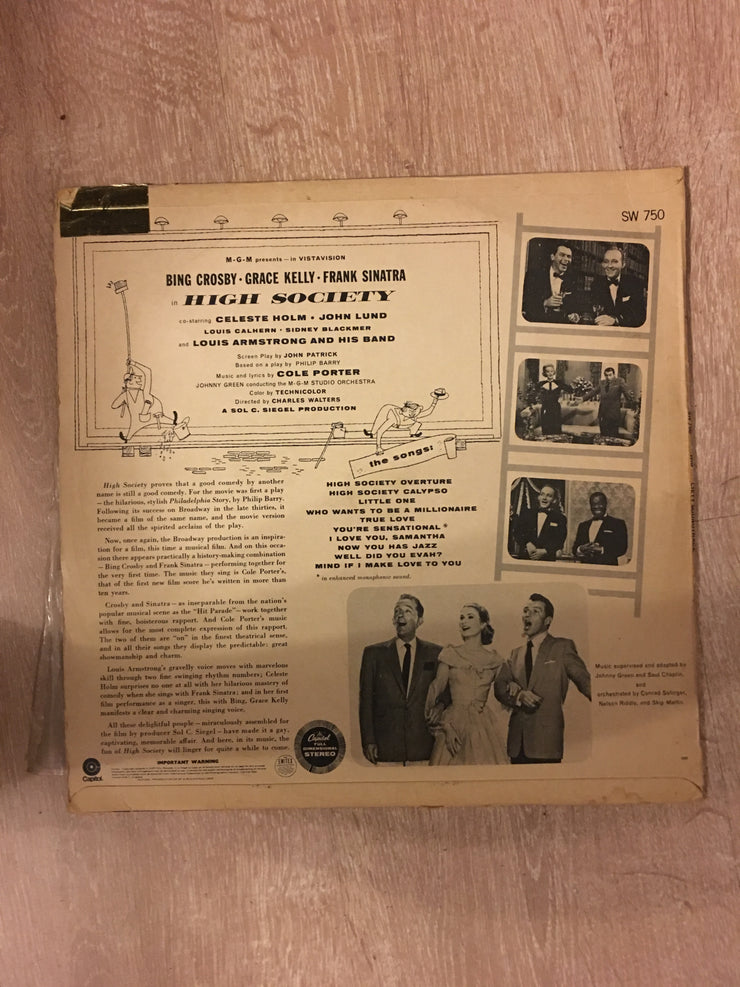 SW 750
M-G-M presents — in VISTAVISION
BING CROSBY · GRACE KELLY · FRANK SINATRA
in HIGH SOCIETY
co-starring CELESTE HOLM · JOHN LUND
LOUIS CALHERN · SIDNEY BLACKMER
and LOUIS ARMSTRONG AND HIS BAND
Screen Play by JOHN PATRICK
Based on a play by PHILIP BARRY
Music and lyrics by COLE PORTER
JOHNNY GREEN conducting the M-G-M STUDIO ORCHESTRA
Color by TECHNICOLOR
Directed by CHARLES WALTERS
A SOL C. SIEGEL PRODUCTION
the songs:
HIGH SOCIETY OVERTURE
HIGH SOCIETY CALYPSO
LITTLE ONE
WHO WANTS TO BE A MILLIONAIRE
TRUE LOVE
YOU'RE SENSATIONAL*
I LOVE YOU, SAMANTHA
NOW YOU HAS JAZZ
WELL DID YOU EVAH?
MIND IF I MAKE LOVE TO YOU
* in enhanced monophonic sound.
High Society proves that a good comedy by another
name is still a good comedy. For the movie was first a play
— the hilarious, stylish Philadelphia Story, by Philip Barry.
Following its success on Broadway in the late thirties, it
became a film of the same name, and the movie version
received all the spirited acclaim of the play.
Now, once again, the Broadway production is an inspira-
tion for a film, this time a musical film. And on this occa-
sion there appears practically a history-making combination
— Bing Crosby and Frank Sinatra — performing together for
the very first time. The music they sing is Cole Porter's,
that of the first new film score he's written in more than
ten years.
Crosby and Sinatra — as inseparable from the nation's
popular musical scene as the "Hit Parade" — work together
with fine, boisterous rapport. And Cole Porter's music
allows for the most complete expression of this rapport.
The two of them are "on" in the finest theatrical sense,
and in all their songs they display the predictable: great
showmanship and charm.
Louis Armstrong's gravelly voice moves with marvelous
skill through two fine swinging rhythm numbers; Celeste
Holm surprises no one at all with her hilarious mastery of
comedy when she sings with Frank Sinatra; and in her first
film performance as a singer, this with Bing, Grace Kelly
manifests a clear and charming singing voice.
All these delightful people — miraculously assembled for
the film by producer Sol C. Siegel — have made it a gay,
captivating, memorable affair. And here, in its music, the
fun of High Society will linger for quite a while to come.
Music supervised and adapted by
Johnny Green and Saul Chaplin,
and
orchestrated by Conrad Salinger,
Nelson Riddle, and Skip Martin.
IMPORTANT WARNING
Capitol
Capitol
FULL
DIMENSIONAL
STEREO
EMITEX